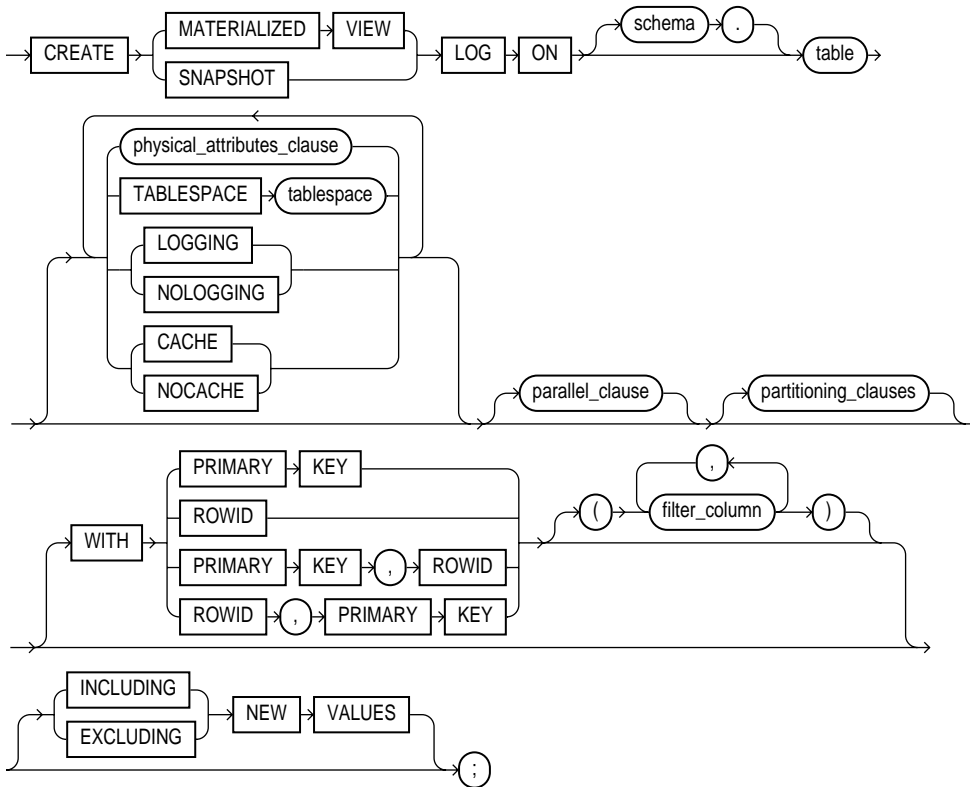 CREATE MATERIALIZED VIEW LOG ON schema . table
SNAPSHOT
physical_attributes_clause
TABLESPACE tablespace
LOGGING
NOLOGGING
CACHE
NOCACHE
parallel_clause partitioning_clauses
WITH PRIMARY KEY ( filter_column , )
ROWID
PRIMARY KEY , ROWID
ROWID , PRIMARY KEY
INCLUDING NEW VALUES
EXCLUDING
;